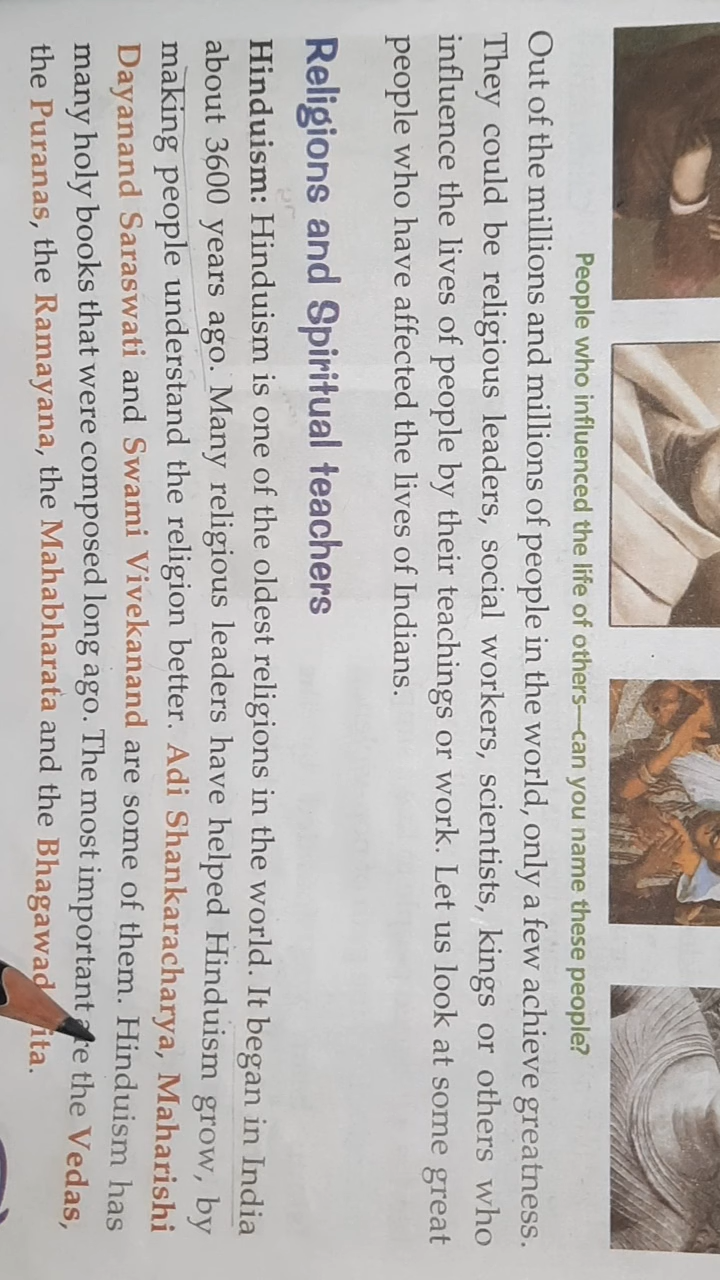 People who influenced the life of others—can you name these people?
Out of the millions and millions of people in the world, only a few achieve greatness.
They could be religious leaders, social workers, scientists, kings or others who
influence the lives of people by their teachings or work. Let us look at some great
people who have affected the lives of Indians.
Religions and Spiritual teachers
Hinduism: Hinduism is one of the oldest religions in the world. It began in India
about 3600 years ago. Many religious leaders have helped Hinduism grow, by
making people understand the religion better. Adi Shankaracharya, Maharishi
Dayanand Saraswati and Swami Vivekanand are some of them. Hinduism has
many holy books that were composed long ago. The most important are the Vedas,
the Puranas, the Ramayana, the Mahabharata and the Bhagawad